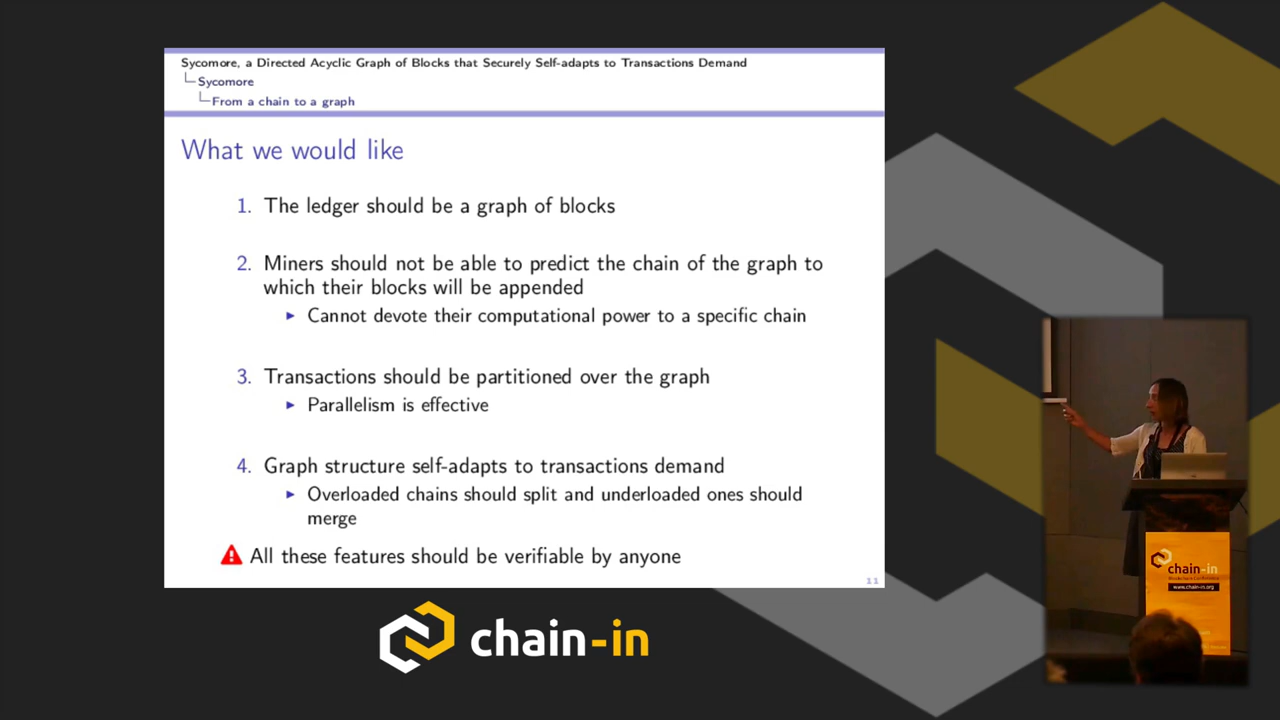 Sycomore, a Directed Acyclic Graph of Blocks that Securely Self-adapts to Transactions Demand
Sycomore
From a chain to a graph
What we would like
1. The ledger should be a graph of blocks
2. Miners should not be able to predict the chain of the graph to
which their blocks will be appended
▶ Cannot devote their computational power to a specific chain
3. Transactions should be partitioned over the graph
▶ Parallelism is effective
4. Graph structure self-adapts to transactions demand
▶ Overloaded chains should split and underloaded ones should
merge
All these features should be verifiable by anyone
11
chain-in
chain-in
www.chain-in.org